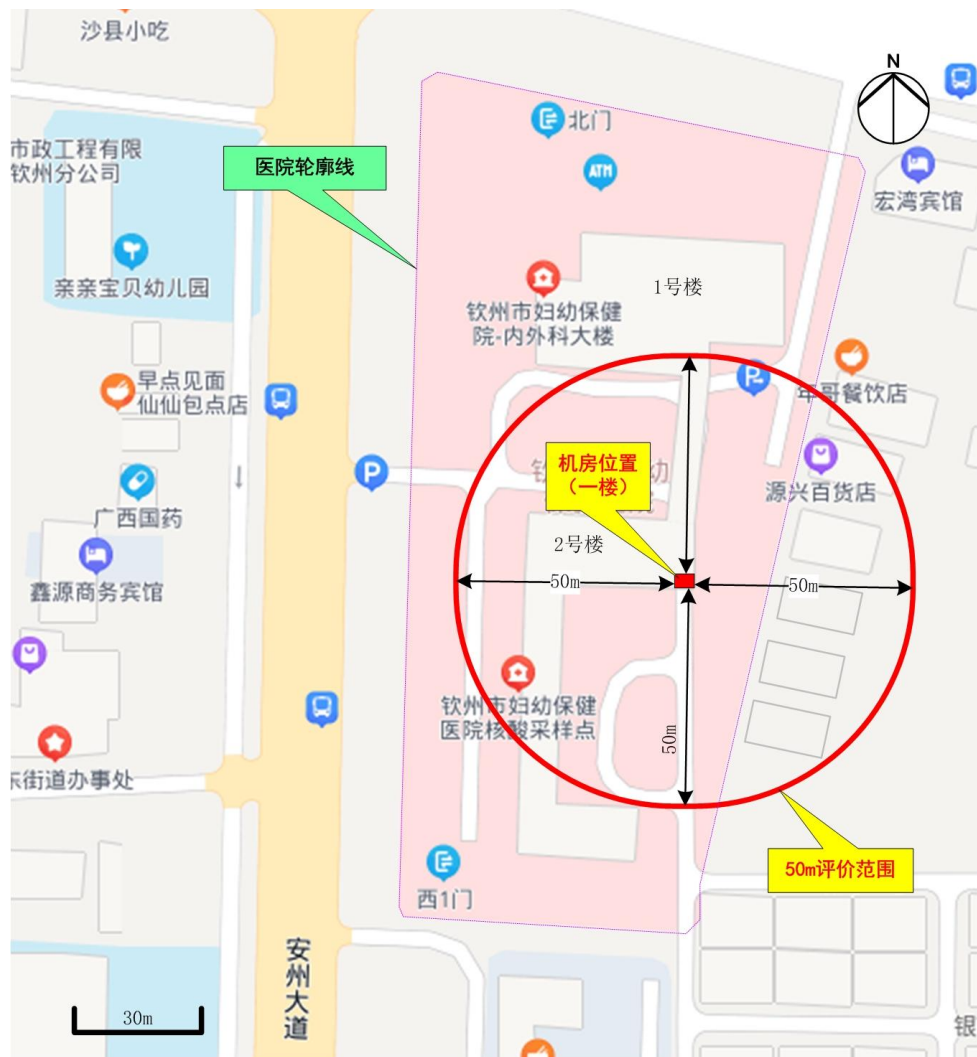 沙县小吃
N
北门
ATM
市政工程有限
钦州分公司
医院轮廓线
宏湾宾馆
亲亲宝贝幼儿园
1号楼
钦州市妇幼保健
院-内外科大楼
早点见面
仙仙包点店
P
年哥餐饮店
机房位置
（一楼）
P
源兴百货店
广西国药
2号楼
鑫源商务宾馆
50m
50m
钦州市妇幼保健
医院核酸采样点
50m
东街道办事处
50m评价范围
西1门
安州大道
30m
银